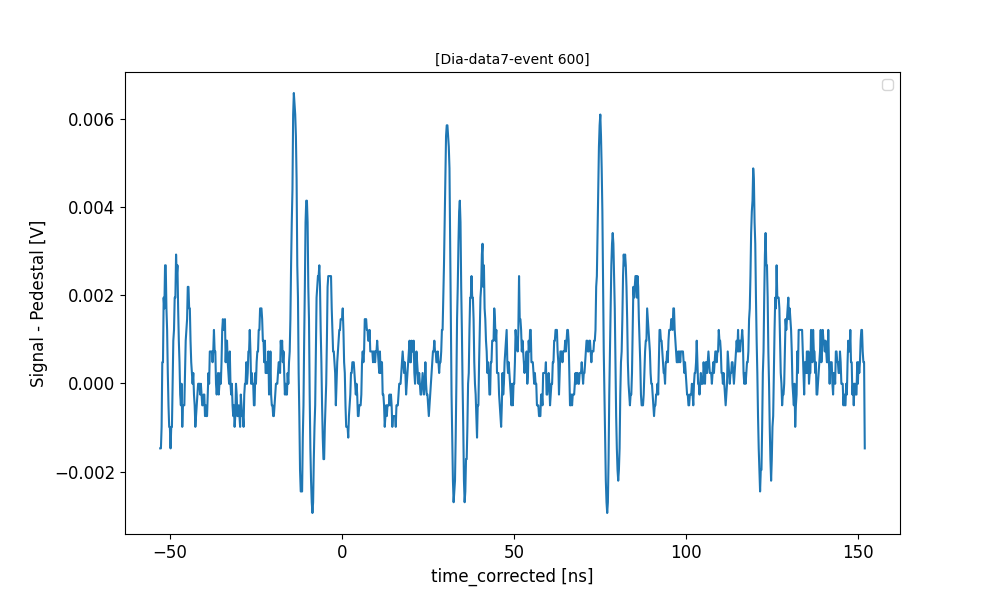 [Dia-data7-event 600]
0.006
0.004
0.002
0.000
−0.002
Signal - Pedestal [V]
−50 0 50 100 150
time_corrected [ns]